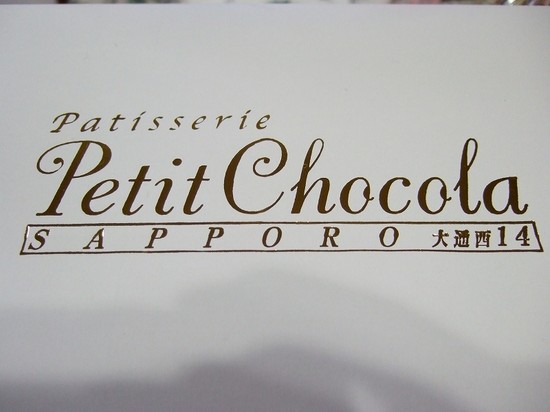 Patisserie
Petit Chocola
SAPPORO 大通西14